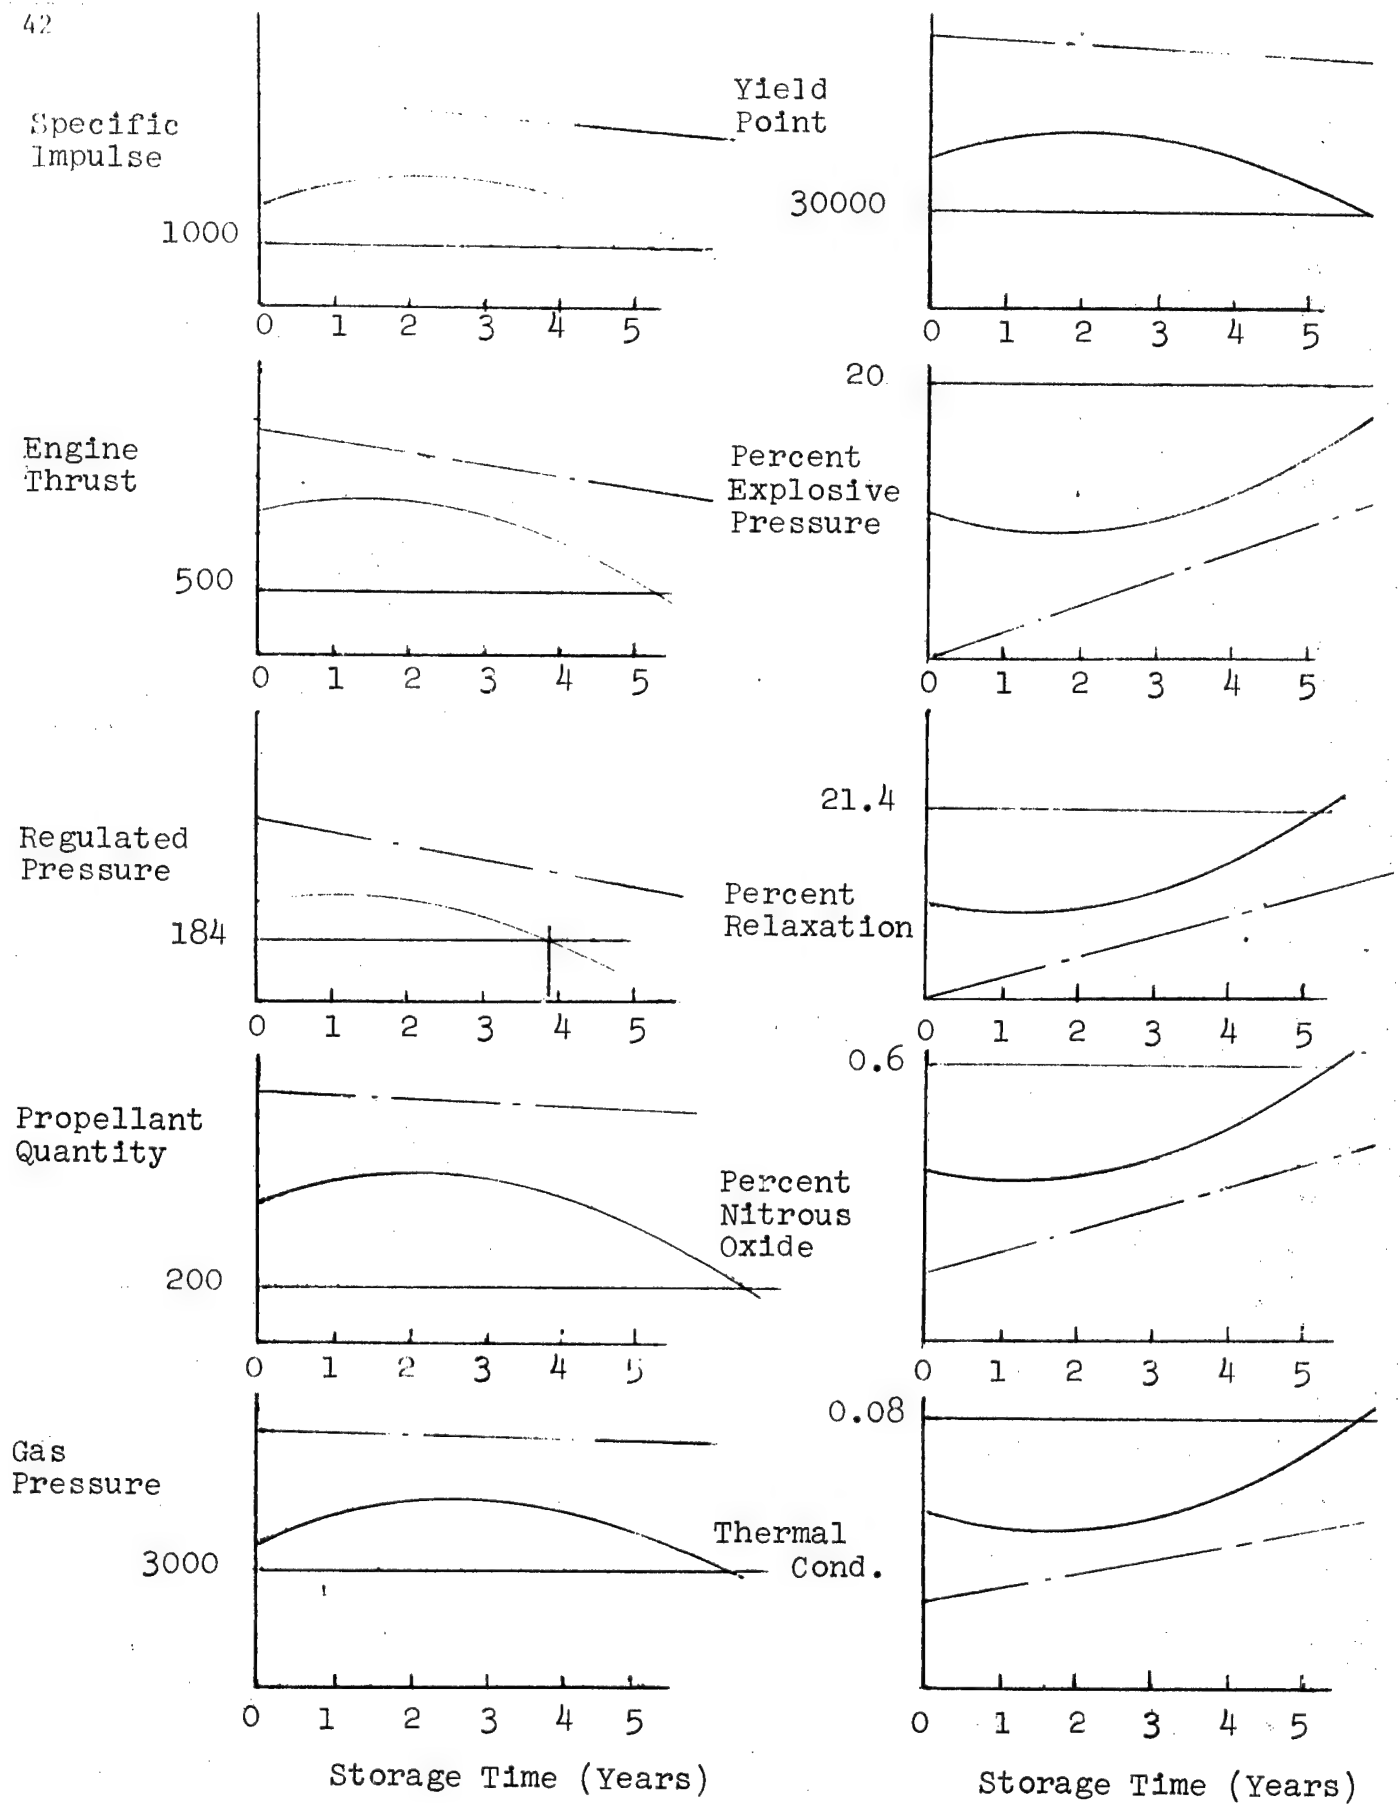 42
Specific
Impulse
1000
0 1 2 3 4 5
Engine
Thrust
500
0 1 2 3 4 5
Regulated
Pressure
184
0 1 2 3 4 5
Propellant
Quantity
200
0 1 2 3 4 5
Gas
Pressure
3000
0 1 2 3 4 5
Storage Time (Years)
Yield
Point
30000
0 1 2 3 4 5
20
Percent
Explosive
Pressure
0 1 2 3 4 5
21.4
Percent
Relaxation
0 1 2 3 4 5
0.6
Percent
Nitrous
Oxide
0 1 2 3 4 5
0.08
Thermal
Cond.
0 1 2 3 4 5
Storage Time (Years)